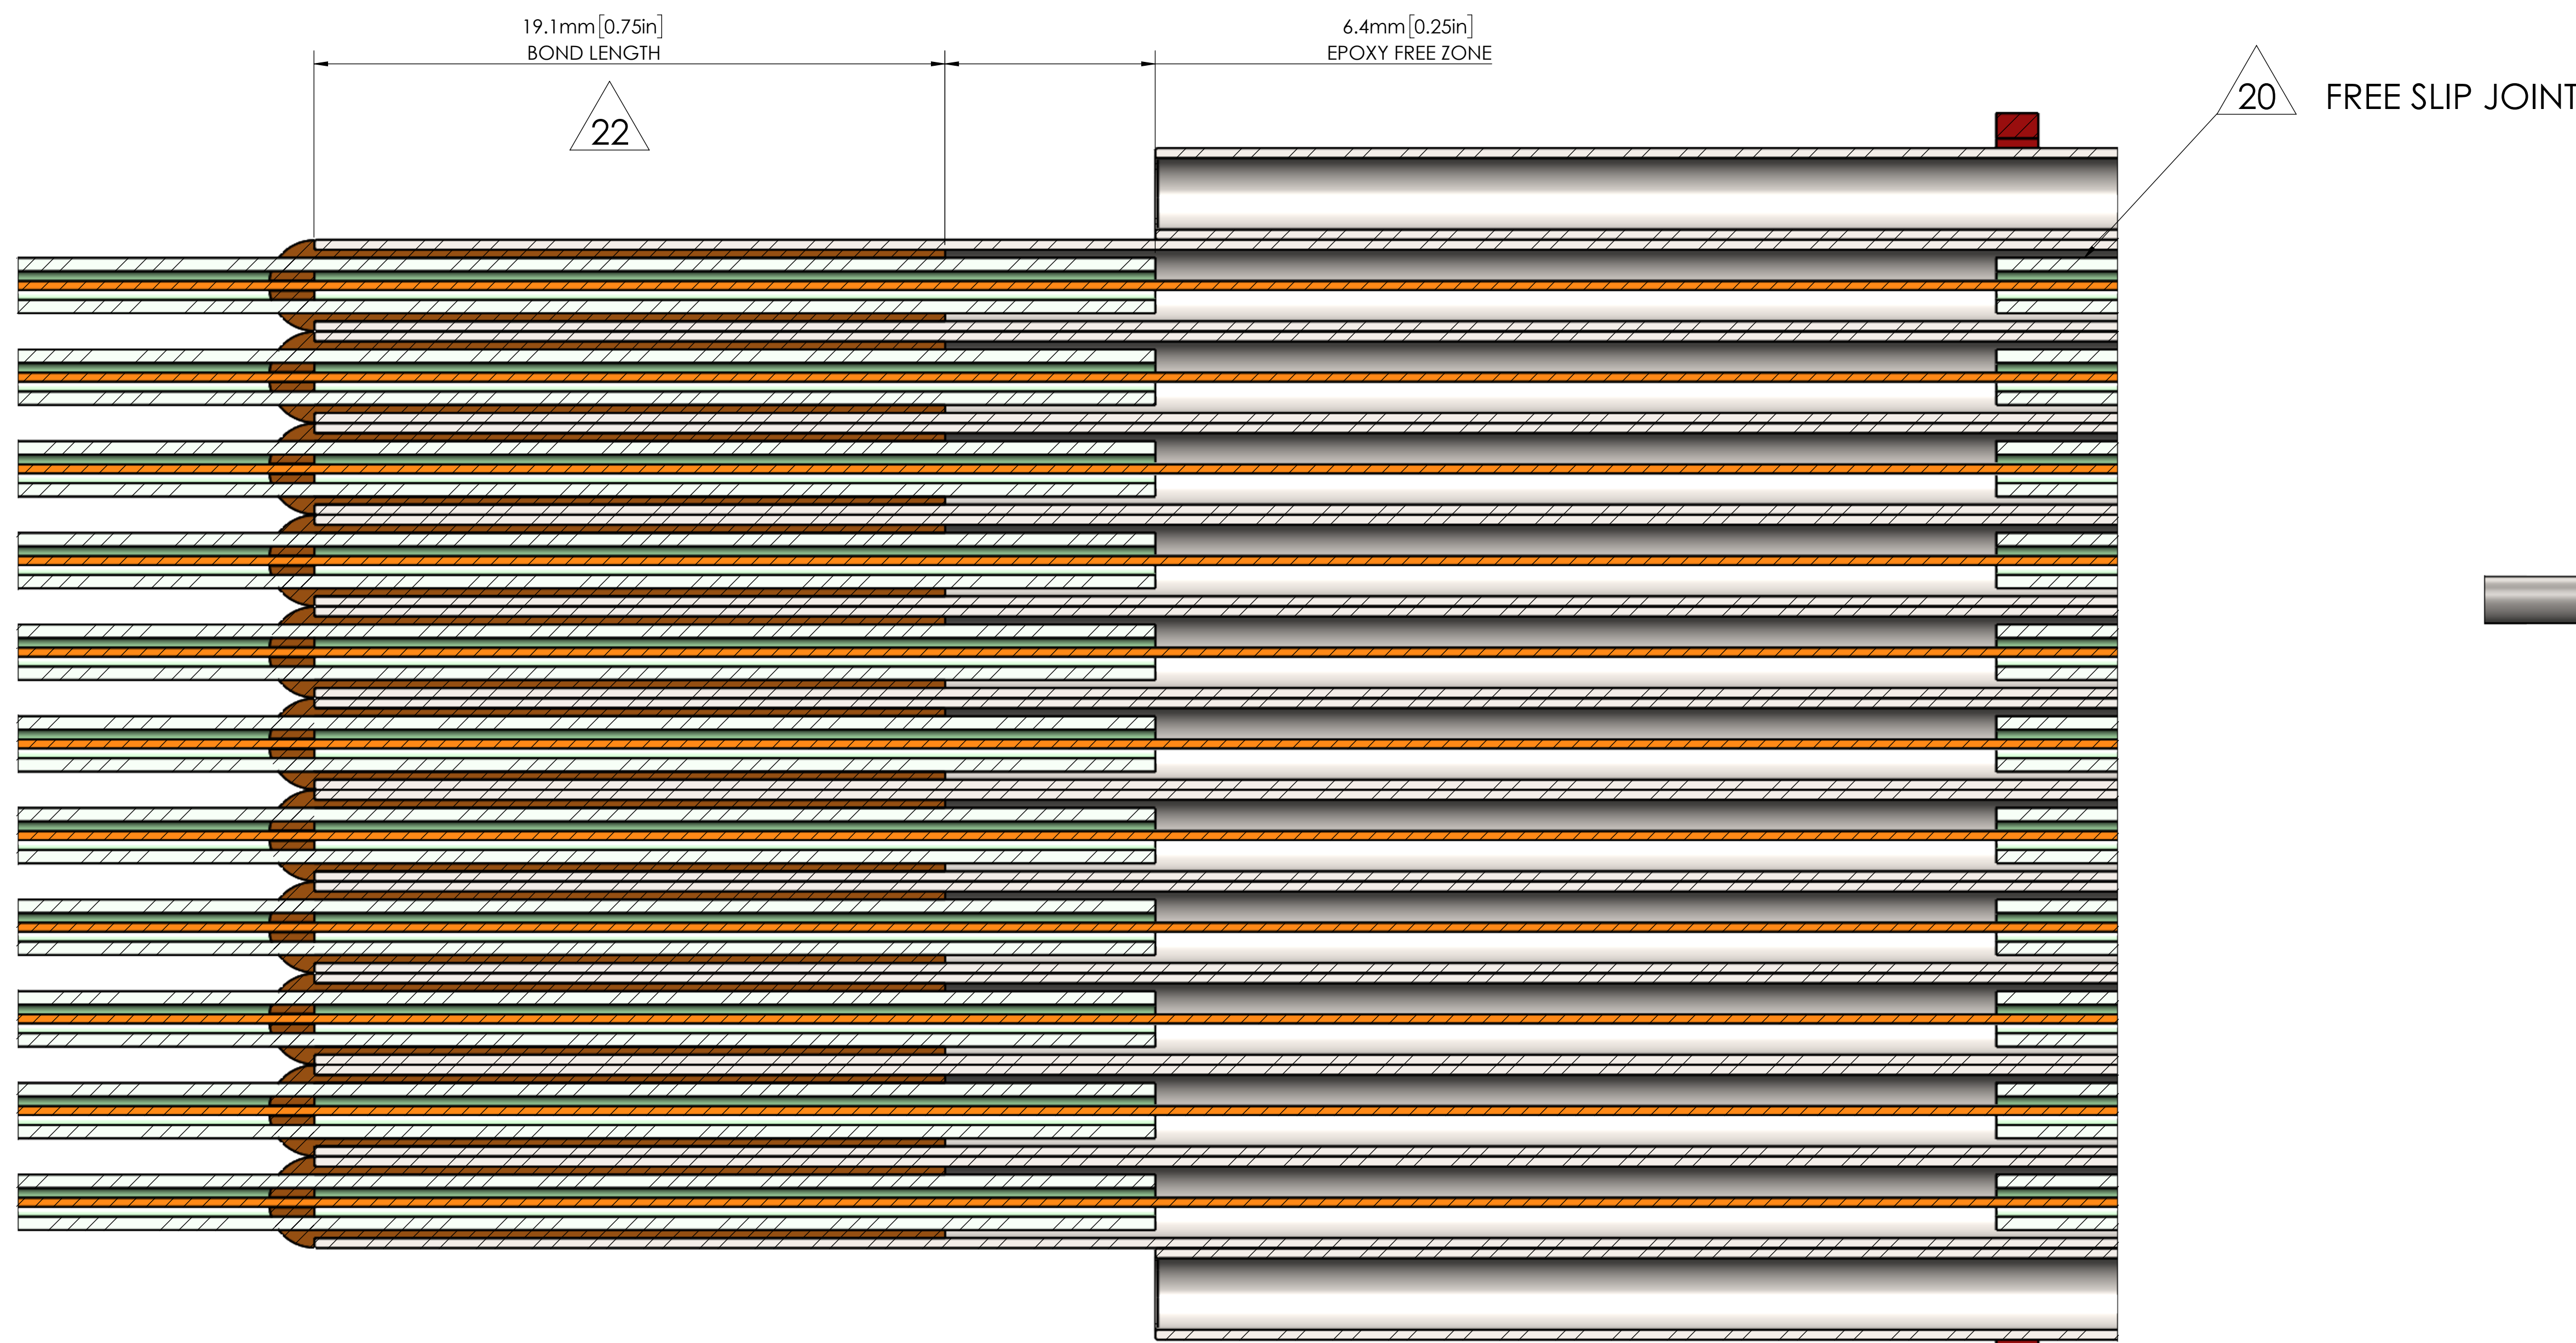 19.1mm[0.75in]
BOND LENGTH
22
6.4mm[0.25in]
EPOXY FREE ZONE
20
FREE SLIP JOINT